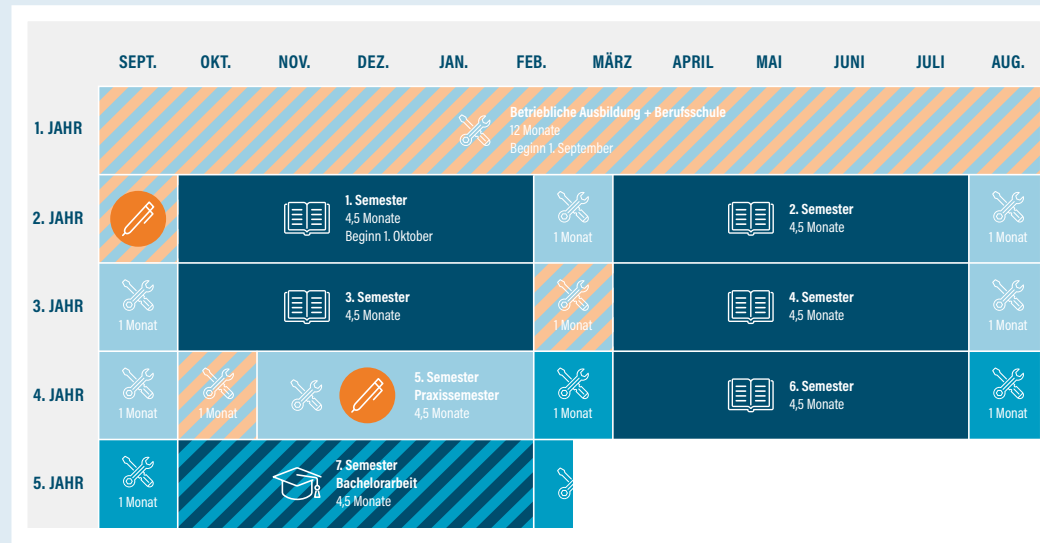 SEPT. OKT. NOV. DEZ. JAN. FEB. MÄRZ APRIL MAI JUNI JULI AUG.
1. JAHR
Betriebliche Ausbildung + Berufsschule
12 Monate
Beginn 1. September
2. JAHR
1. Semester
4,5 Monate
Beginn 1. Oktober
1 Monat
2. Semester
4,5 Monate
1 Monat
3. JAHR
1 Monat
3. Semester
4,5 Monate
1 Monat
4. Semester
4,5 Monate
1 Monat
4. JAHR
1 Monat
1 Monat
5. Semester
Praxissemester
4,5 Monate
1 Monat
6. Semester
4,5 Monate
1 Monat
5. JAHR
1 Monat
7. Semester
Bachelorarbeit
4,5 Monate